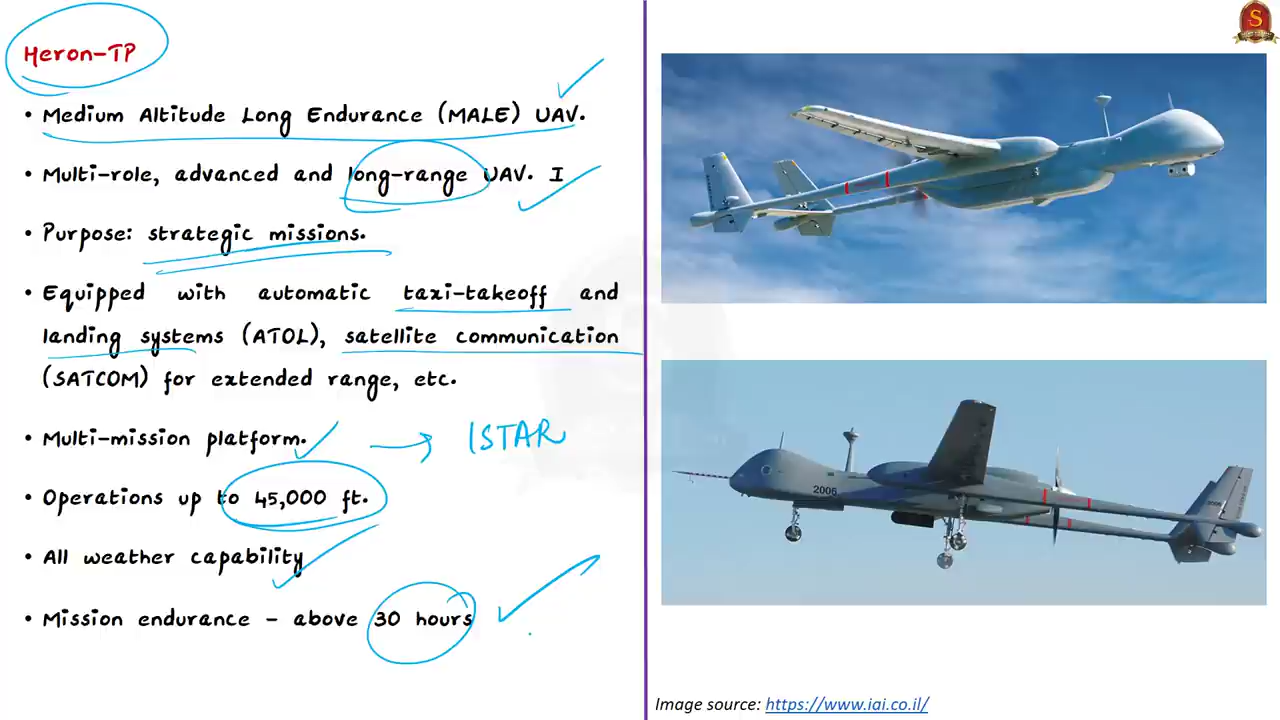 Heron-TP
• Medium Altitude Long Endurance (MALE) UAV.
• Multi-role, advanced and long-range UAV. I
• Purpose: strategic missions.
• Equipped with automatic taxi-takeoff and
landing systems (ATOL), satellite communication
(SATCOM) for extended range, etc.
• Multi-mission platform. → ISTAR
• Operations up to 45,000 ft.
• All weather capability
• Mission endurance - above 30 hours
S
2006
Image source: https://www.iai.co.il/